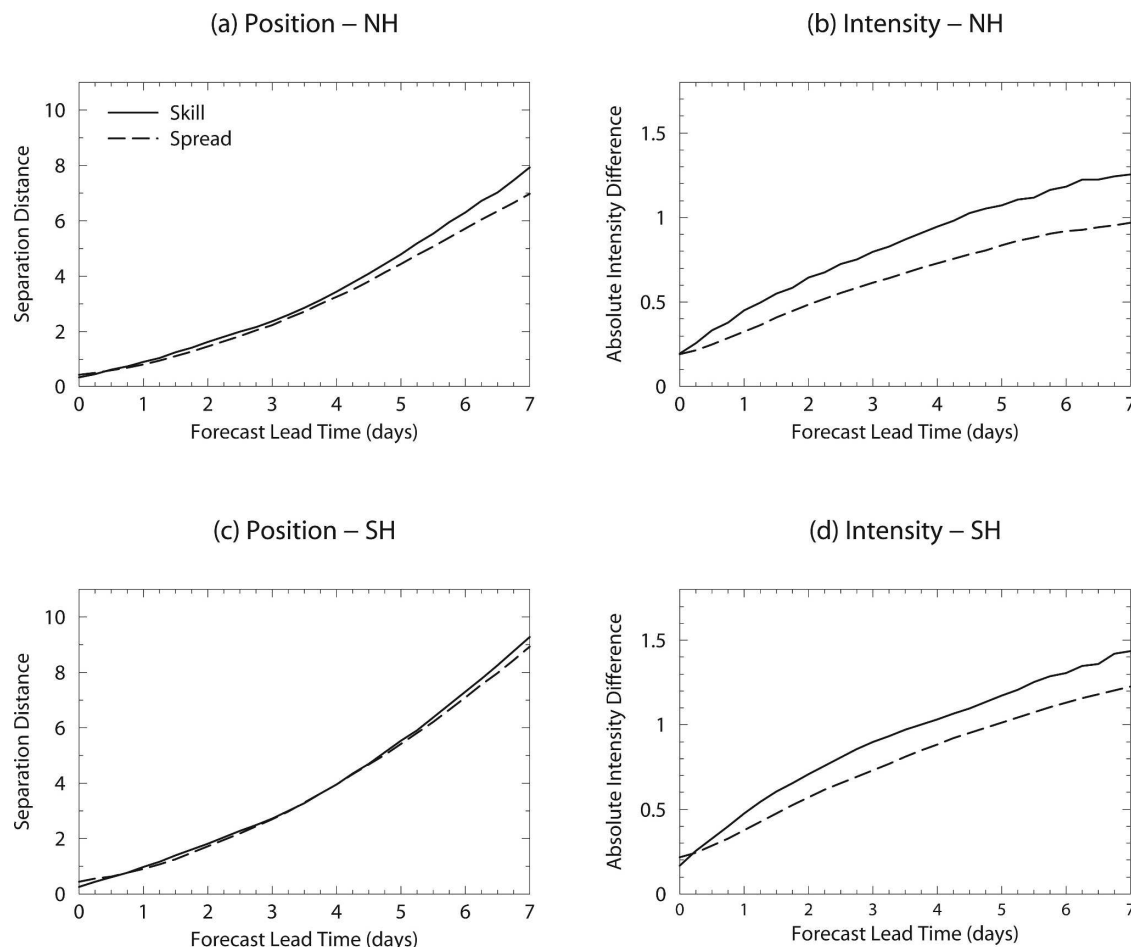 (a) Position – NH
Separation Distance
10
8
6
4
2
0
Skill
Spread
0 1 2 3 4 5 6 7
Forecast Lead Time (days)
(b) Intensity – NH
Absolute Intensity Difference
1.5
1
0.5
0
0 1 2 3 4 5 6 7
Forecast Lead Time (days)
(c) Position – SH
Separation Distance
10
8
6
4
2
0
0 1 2 3 4 5 6 7
Forecast Lead Time (days)
(d) Intensity – SH
Absolute Intensity Difference
1.5
1
0.5
0
0 1 2 3 4 5 6 7
Forecast Lead Time (days)